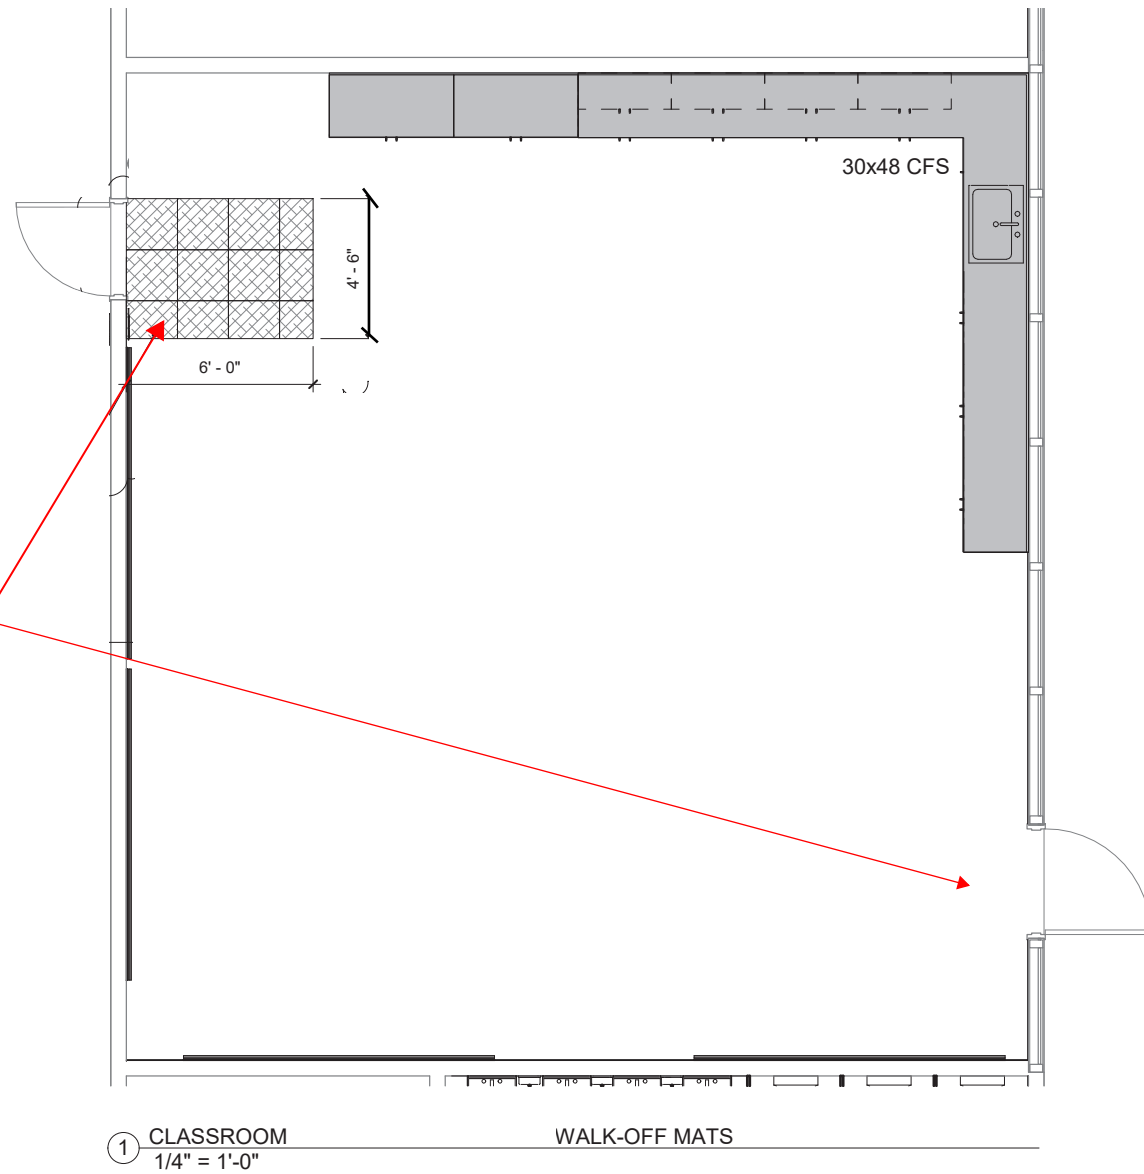 30x48 CFS
4' - 6"
6' - 0"
1 CLASSROOM WALK-OFF MATS
1/4" = 1'-0"